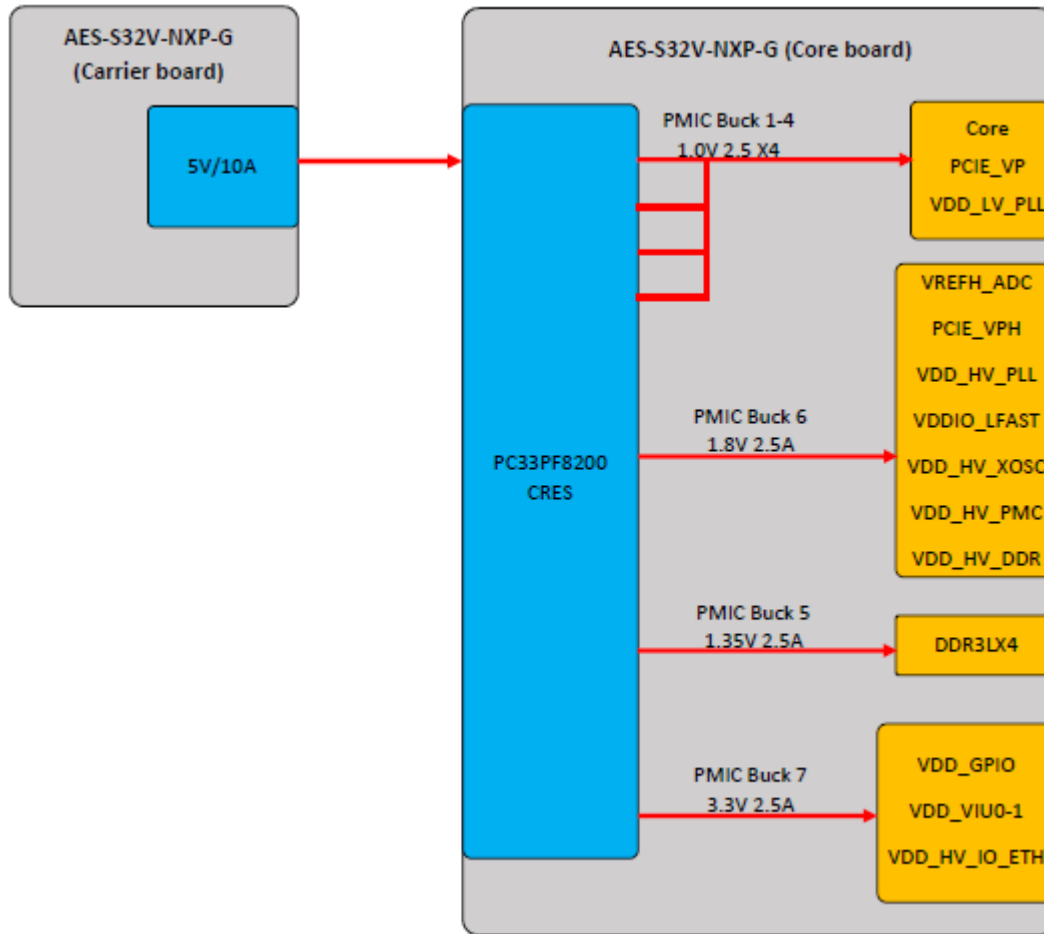 AES-S32V-NXP-G
(Carrier board)
5V/10A
AES-S32V-NXP-G (Core board)
PC33PF8200
CRES
PMIC Buck 1-4
1.0V 2.5 X4
Core
PCIE_VP
VDD_LV_PLL
PMIC Buck 6
1.8V 2.5A
VREFH_ADC
PCIE_VPH
VDD_HV_PLL
VDDIO_LFAST
VDD_HV_XOSC
VDD_HV_PMC
VDD_HV_DDR
PMIC Buck 5
1.35V 2.5A
DDR3LX4
PMIC Buck 7
3.3V 2.5A
VDD_GPIO
VDD_VIU0-1
VDD_HV_IO_ETH